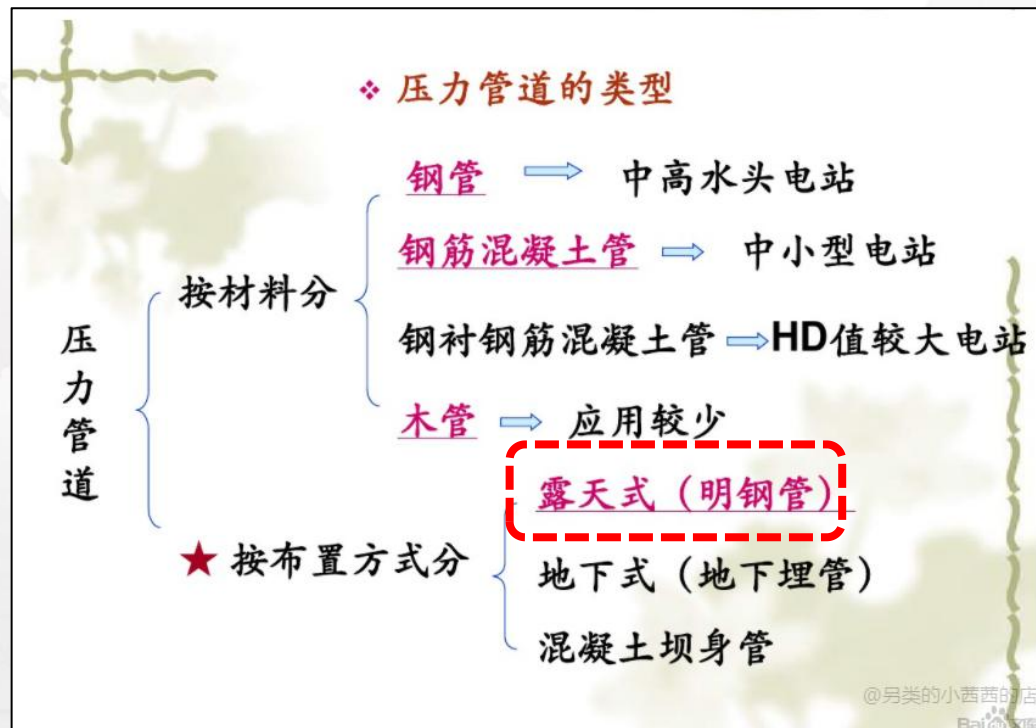 ❖ 压力管道的类型
钢管 ⇒ 中高水头电站
钢筋混凝土管 ⇒ 中小型电站
按材料分
钢衬钢筋混凝土管 ⇒ HD值较大电站
压力管道
木管 ⇒ 应用较少
露天式（明钢管）
★ 按布置方式分
地下式（地下埋管）
混凝土坝身管
@另类的小茜茜的店